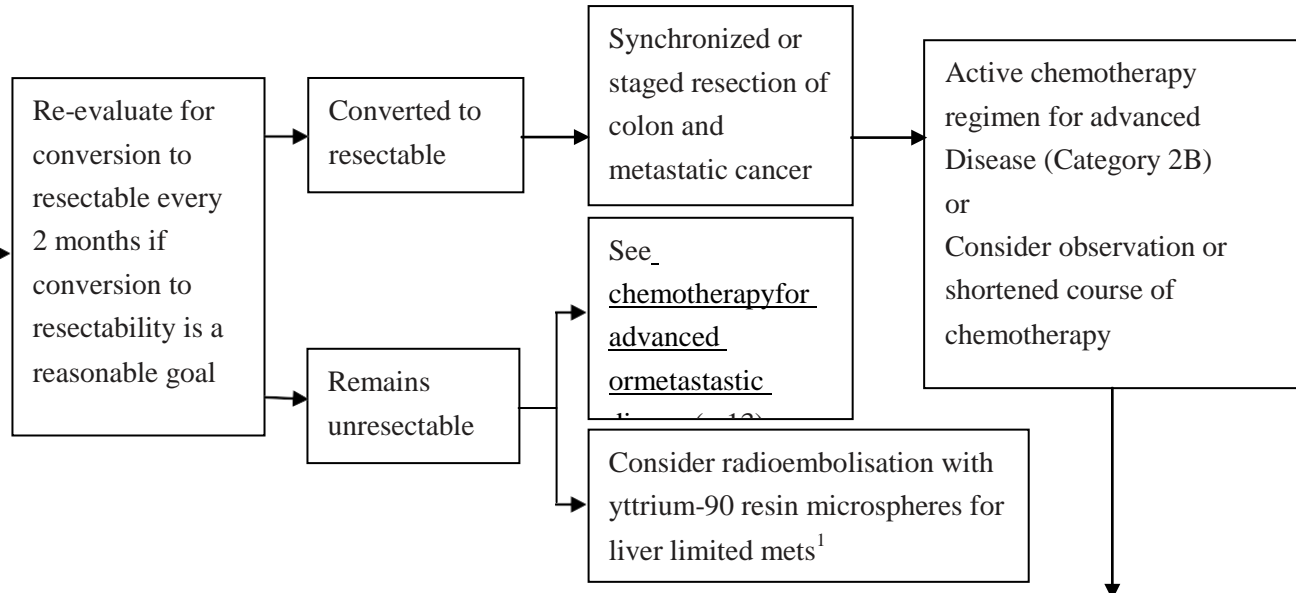 Re-evaluate for
conversion to
resectable every
2 months if
conversion to
resectability is a
reasonable goal
Converted to
resectable
Synchronized or
staged resection of
colon and
metastatic cancer
Active chemotherapy
regimen for advanced
Disease (Category 2B)
or
Consider observation or
shortened course of
chemotherapy
Remains
unresectable
See
chemotherapyfor
advanced
ormetastastic
Consider radioembolisation with
yttrium-90 resin microspheres for
liver limited mets¹